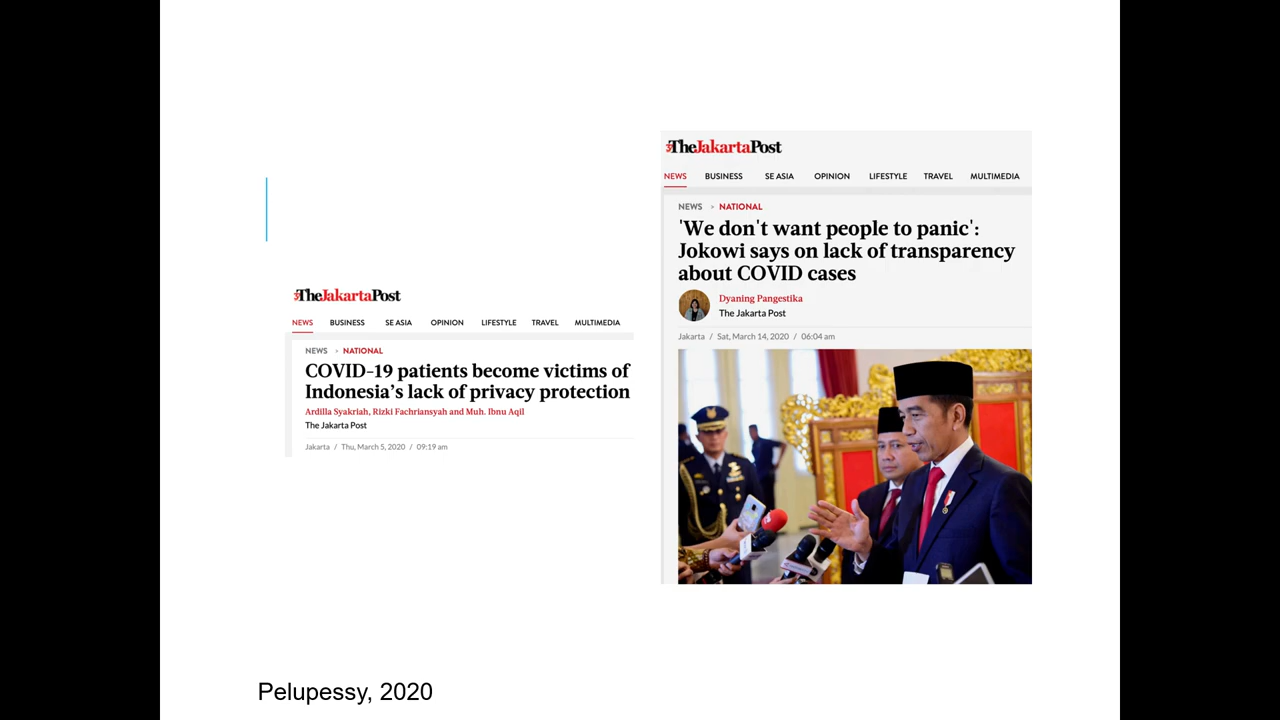 TheJakartaPost
NEWS BUSINESS SE ASIA OPINION LIFESTYLE TRAVEL MULTIMEDIA
NEWS > NATIONAL
COVID-19 patients become victims of
Indonesia’s lack of privacy protection
Ardilla Syakriah, Rizki Fachriansyah and Muh. Ibnu Aqil
The Jakarta Post
Jakarta / Thu, March 5, 2020 / 09:19 am
TheJakartaPost
NEWS BUSINESS SE ASIA OPINION LIFESTYLE TRAVEL MULTIMEDIA
NEWS > NATIONAL
'We don't want people to panic':
Jokowi says on lack of transparency
about COVID cases
Dyaning Pangestika
The Jakarta Post
Jakarta / Sat, March 14, 2020 / 06:04 am
Pelupessy, 2020